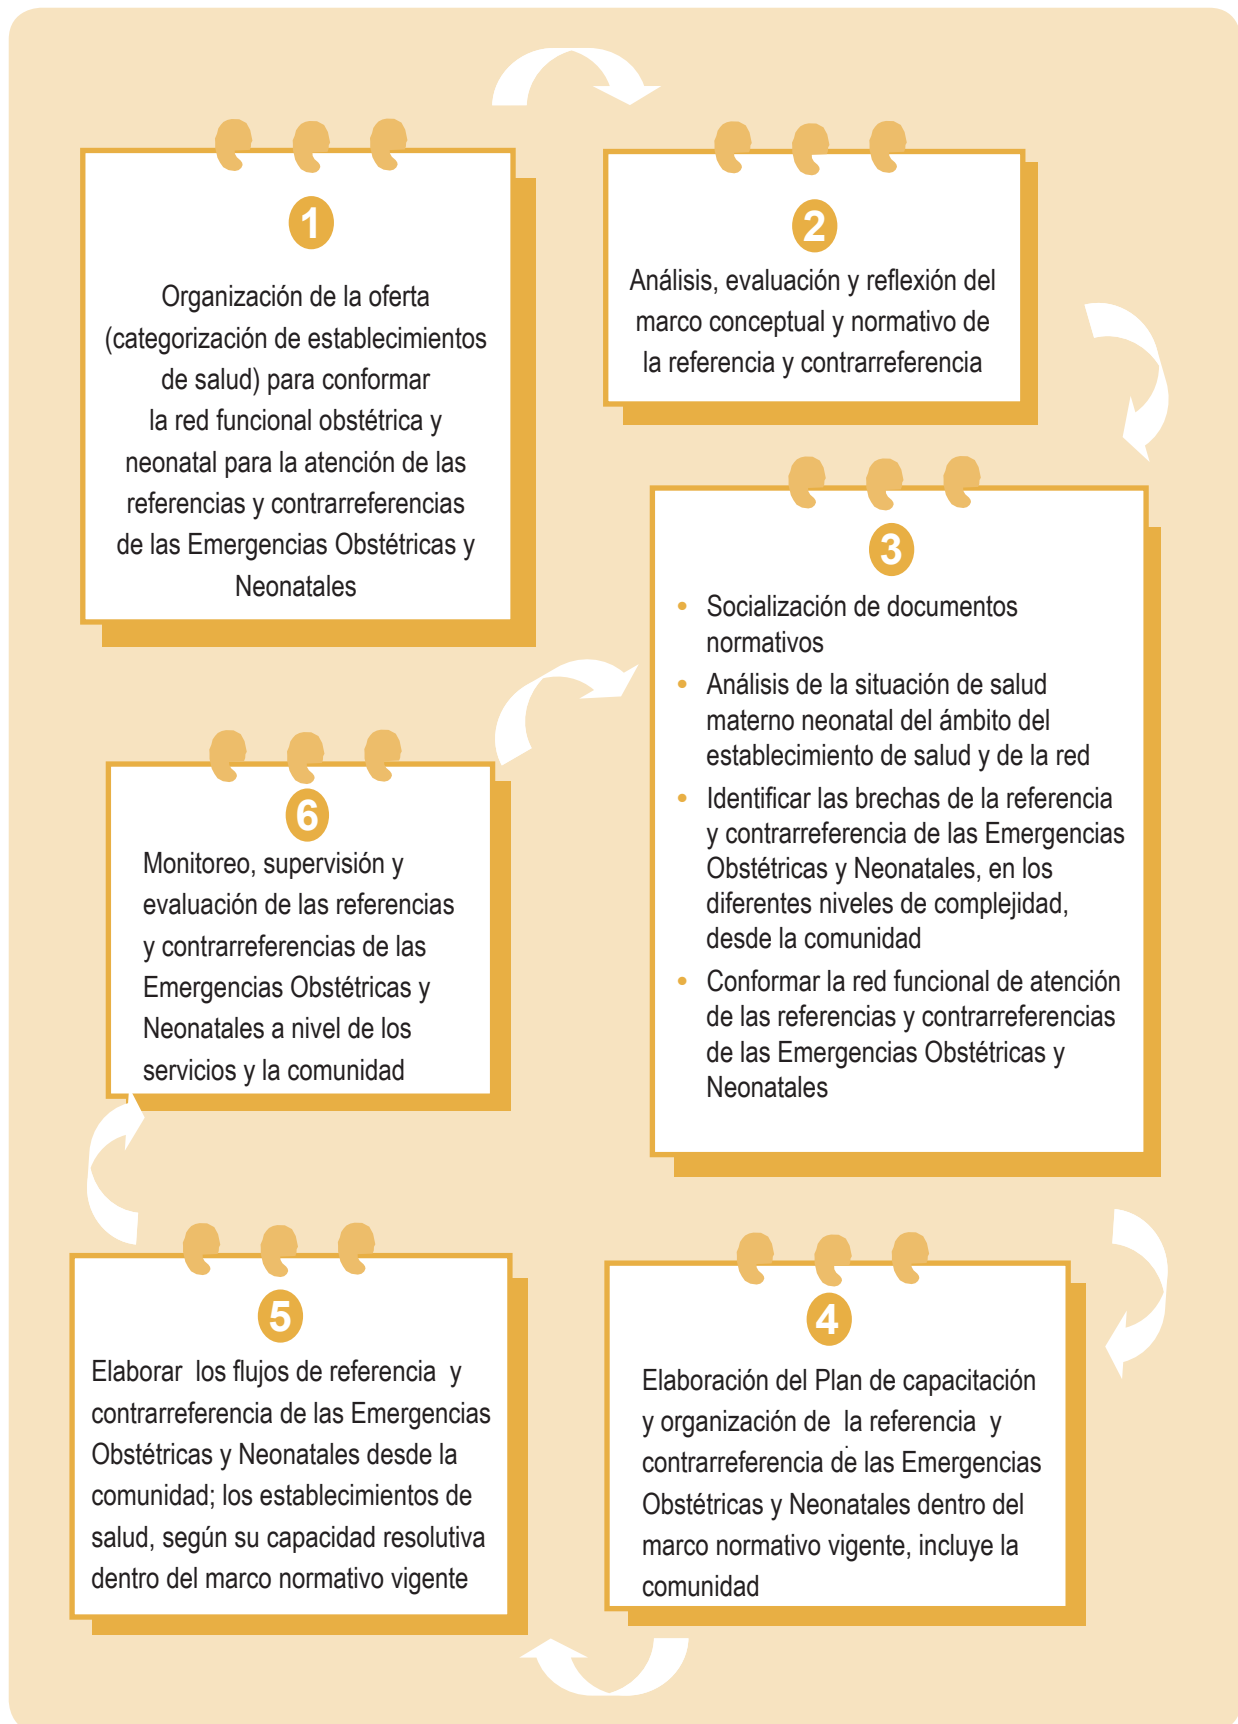 1
Organización de la oferta
(categorización de establecimientos
de salud) para conformar
la red funcional obstétrica y
neonatal para la atención de las
referencias y contrarreferencias
de las Emergencias Obstétricas y
Neonatales
2
Análisis, evaluación y reflexión del
marco conceptual y normativo de
la referencia y contrarreferencia
3
• Socialización de documentos
normativos
• Análisis de la situación de salud
materno neonatal del ámbito del
establecimiento de salud y de la red
• Identificar las brechas de la referencia
y contrarreferencia de las Emergencias
Obstétricas y Neonatales, en los
diferentes niveles de complejidad,
desde la comunidad
• Conformar la red funcional de atención
de las referencias y contrarreferencias
de las Emergencias Obstétricas y
Neonatales
4
Elaboración del Plan de capacitación
y organización de la referencia y
contrarreferencia de las Emergencias
Obstétricas y Neonatales dentro del
marco normativo vigente, incluye la
comunidad
5
Elaborar los flujos de referencia y
contrarreferencia de las Emergencias
Obstétricas y Neonatales desde la
comunidad; los establecimientos de
salud, según su capacidad resolutiva
dentro del marco normativo vigente
6
Monitoreo, supervisión y
evaluación de las referencias
y contrarreferencias de las
Emergencias Obstétricas y
Neonatales a nivel de los
servicios y la comunidad